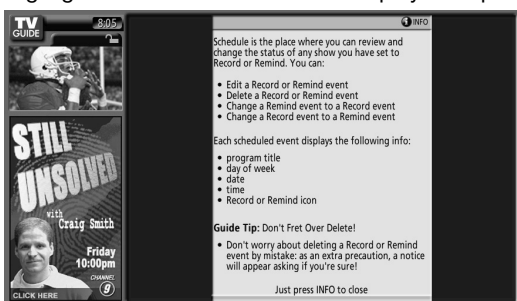 TV
GUIDE
8:05
i INFO
Schedule is the place where you can review and
change the status of any show you have set to
Record or Remind. You can:
• Edit a Record or Remind event
• Delete a Record or Remind event
• Change a Remind event to a Record event
• Change a Record event to a Remind event
Each scheduled event displays the following info:
• program title
• day of week
• date
• time
• Record or Remind icon
Guide Tip: Don't Fret Over Delete!
• Don't worry about deleting a Record or Remind
event by mistake: as an extra precaution, a notice
will appear asking if you're sure!
Just press INFO to close
STILL
UNSOLVED
with
Craig Smith
Friday
10:00pm
CHANNEL
9
CLICK HERE